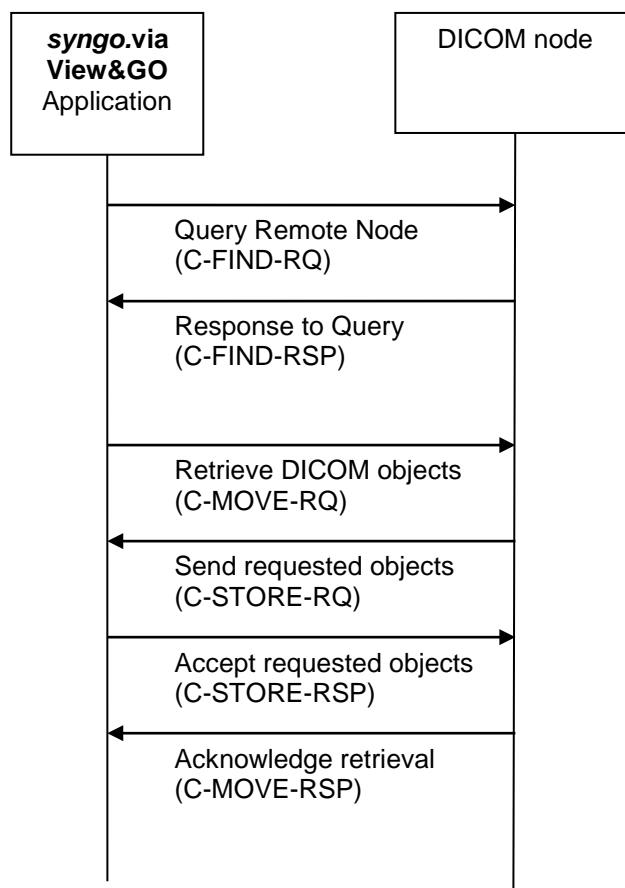 syngo.via
View&GO
Application
DICOM node
Query Remote Node
(C-FIND-RQ)
Response to Query
(C-FIND-RSP)
Retrieve DICOM objects
(C-MOVE-RQ)
Send requested objects
(C-STORE-RQ)
Accept requested objects
(C-STORE-RSP)
Acknowledge retrieval
(C-MOVE-RSP)